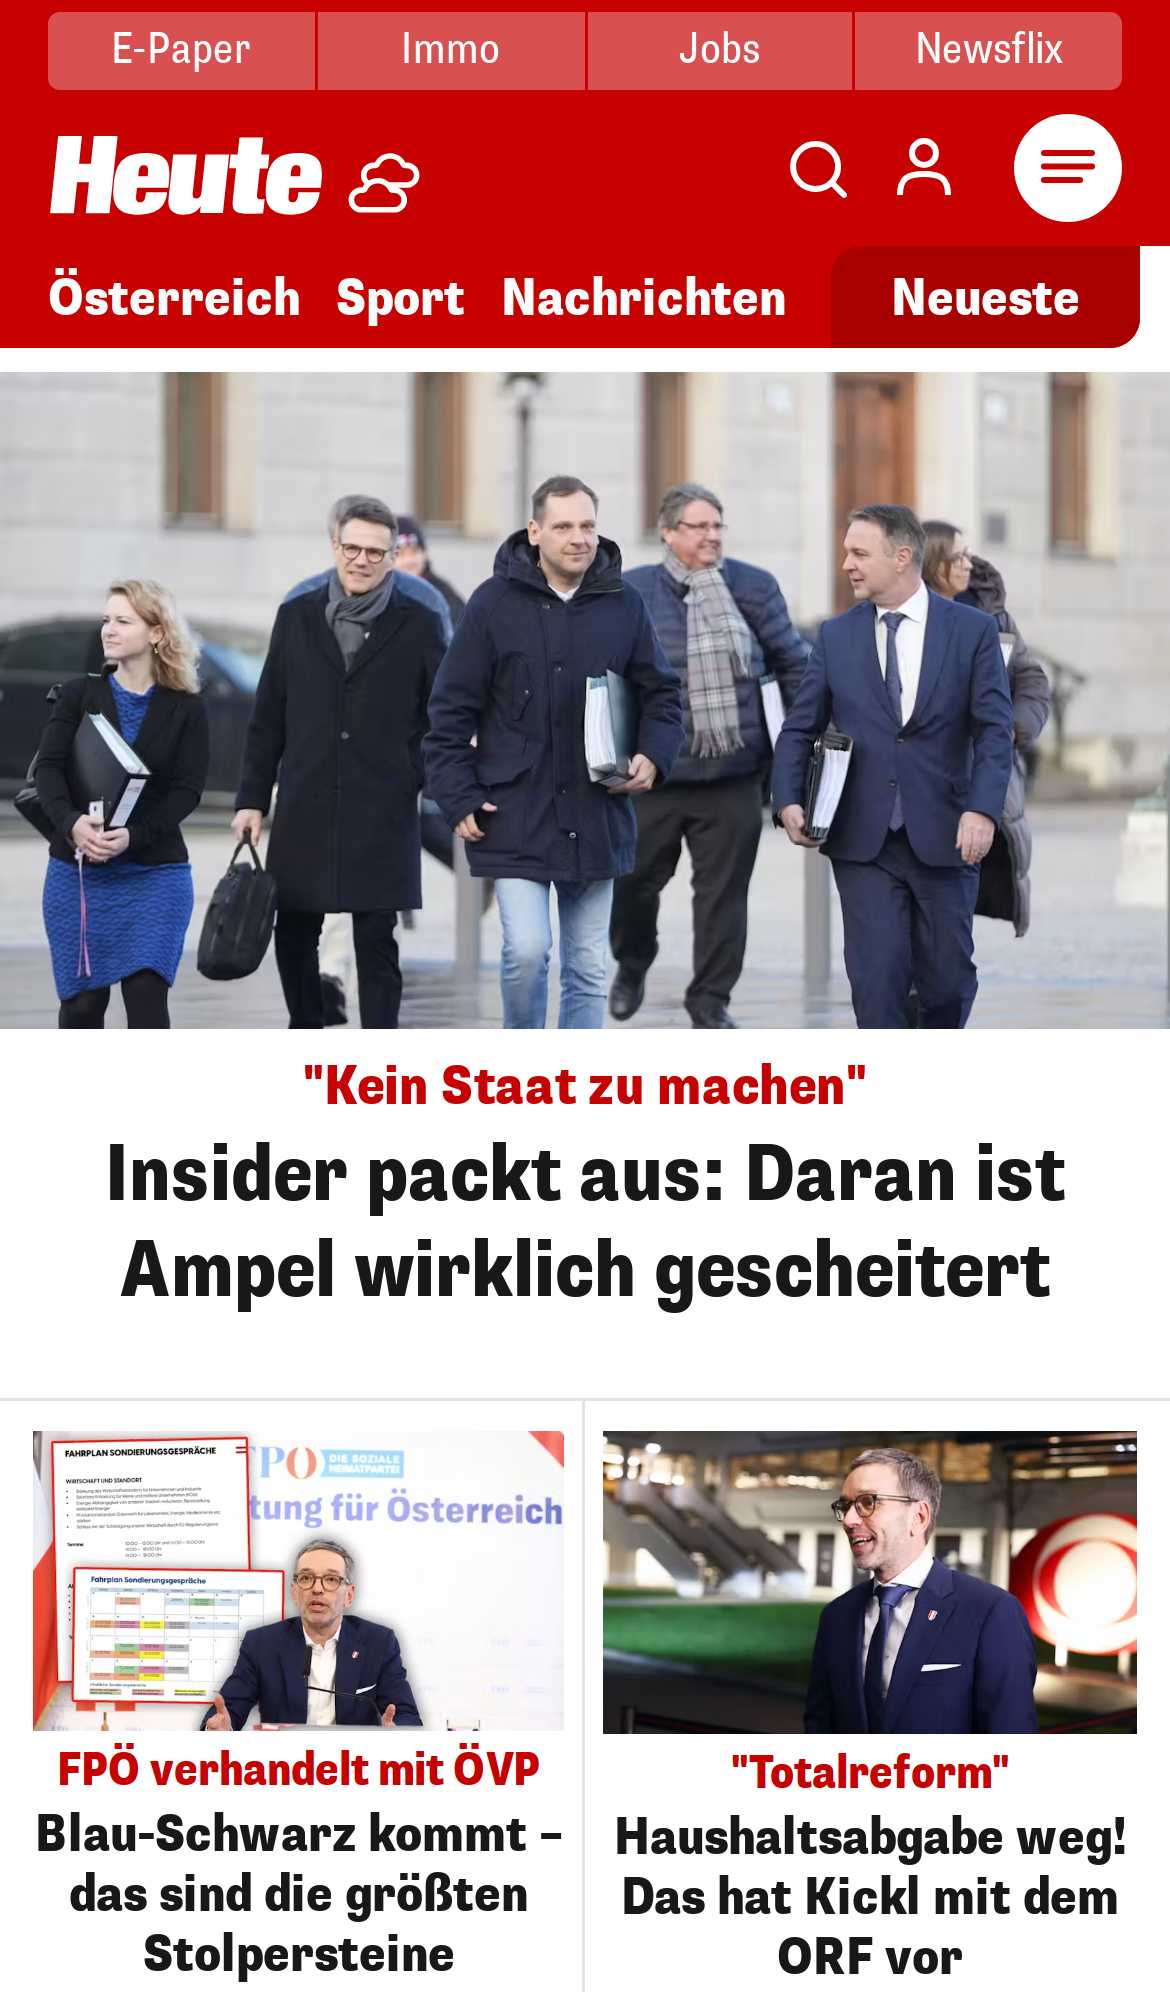 E-Paper
Immo
Jobs
Newsflix
Heute
Österreich
Sport
Nachrichten
Neueste
"Kein Staat zu machen"
Insider packt aus: Daran ist
Ampel wirklich gescheitert
FAHRPLAN SONDIERUNGSGESPRÄCHE
WIRTSCHAFT UND STANDORT
Fahrplan Sondierungsgespräche
PÖ
DIE SOZIALE
HEIMATPARTEI
tung für Österreich
FPÖ verhandelt mit ÖVP
Blau-Schwarz kommt –
das sind die größten
Stolpersteine
"Totalreform"
Haushaltsabgabe weg!
Das hat Kickl mit dem
ORF vor